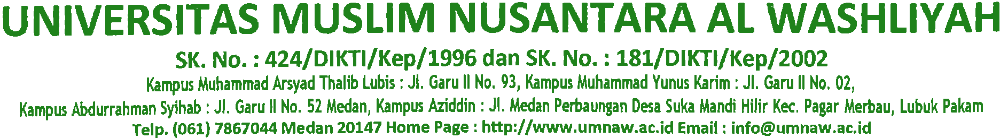 UNIVERSITAS MUSLIM NUSANTARA AL WASHLIYAH
SK. No. : 424/DIKTI/Kep/1996 dan SK. No. : 181/DIKTI/Kep/2002
Kampus Muhammad Arsyad Thalib Lubis : Jl. Garu II No. 93, Kampus Muhammad Yunus Karim : Jl. Garu II No. 02,
Kampus Abdurrahman Syihab : Jl. Garu II No. 52 Medan, Kampus Aziddin : Jl. Medan Perbaungan Desa Suka Mandi Hilir Kec. Pagar Merbau, Lubuk Pakam
Telp. (061) 7867044 Medan 20147 Home Page : http://www.umnaw.ac.id Email : info@umnaw.ac.id